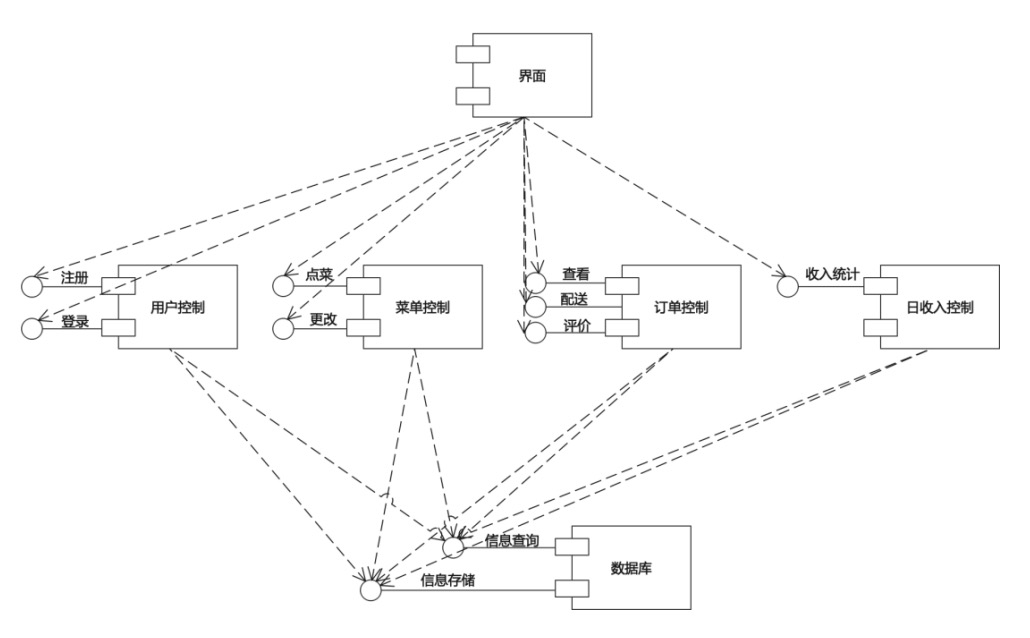 界面
注册
点菜
查看
收入统计
用户控制
菜单控制
配送
订单控制
日收入控制
登录
更改
评价
信息查询
数据库
信息存储